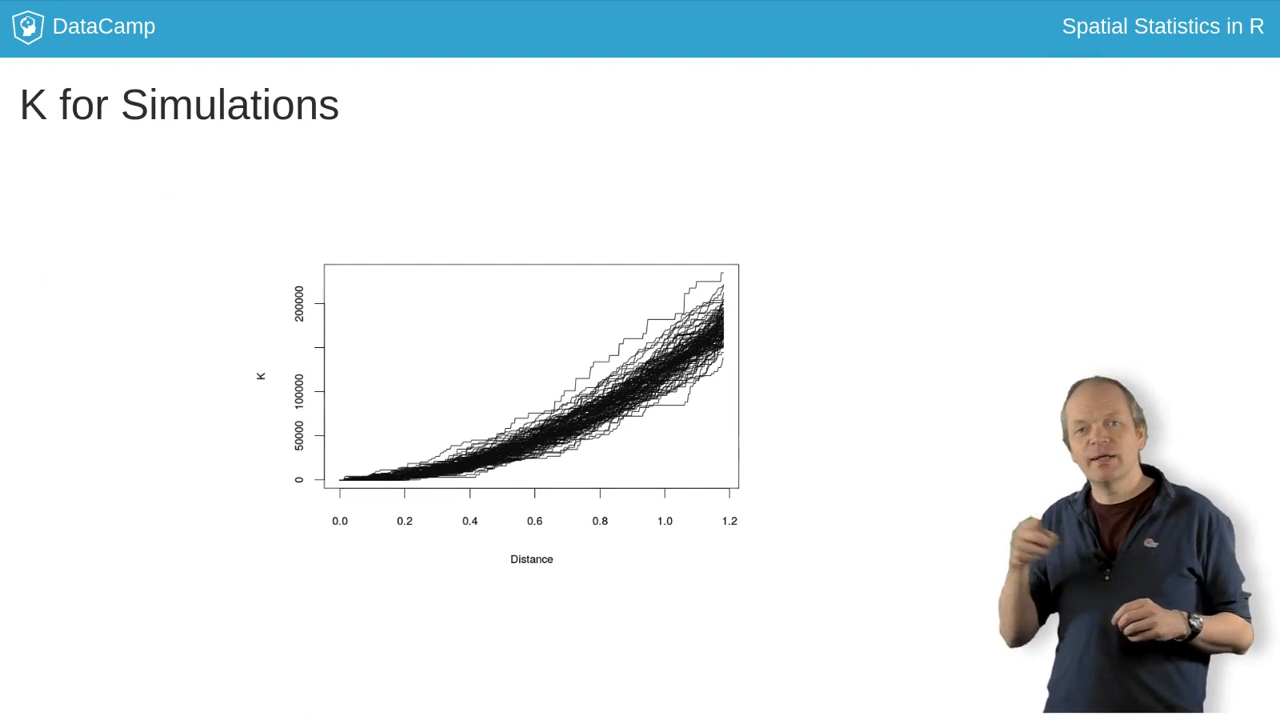 DataCamp
Spatial Statistics in R
K for Simulations
200000
100000
50000
0
K
0.0 0.2 0.4 0.6 0.8 1.0 1.2
Distance